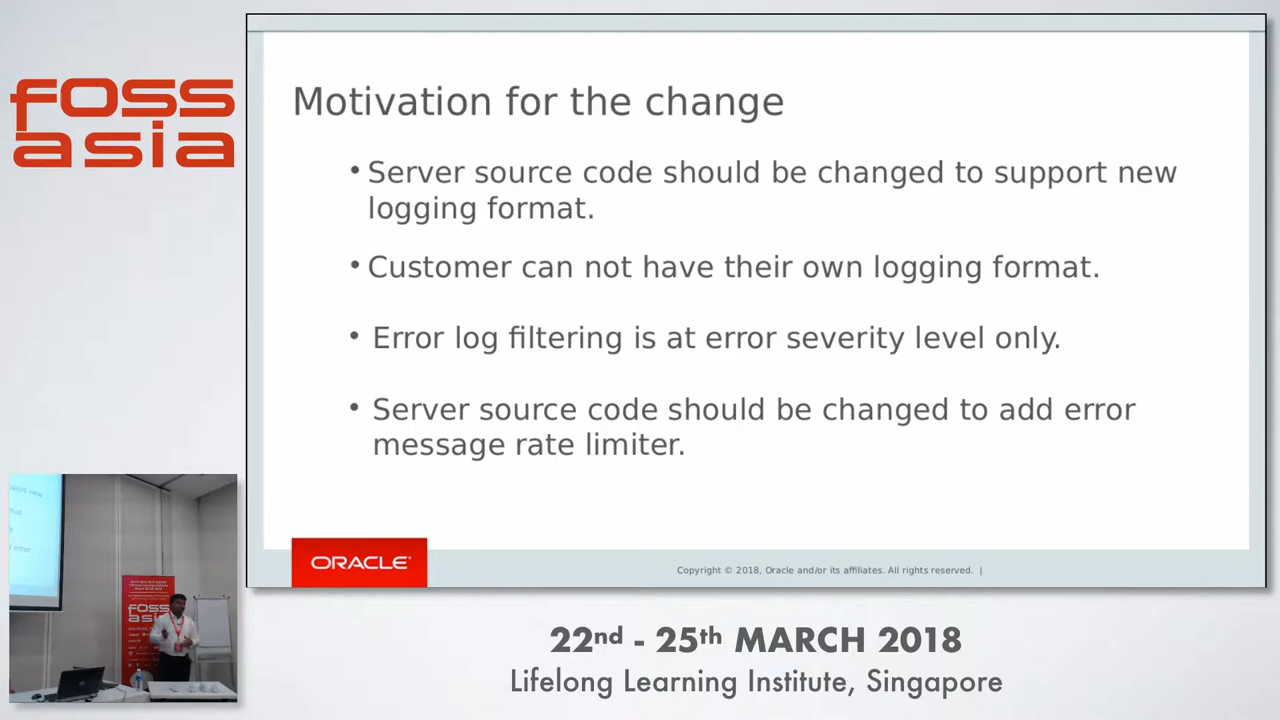 foss
asia
Motivation for the change
• Server source code should be changed to support new
logging format.
• Customer can not have their own logging format.
• Error log filtering is at error severity level only.
• Server source code should be changed to add error
message rate limiter.
ORACLE®
Copyright © 2018, Oracle and/or its affiliates. All rights reserved. |
foss
asia
22nd - 25th MARCH 2018
Lifelong Learning Institute, Singapore